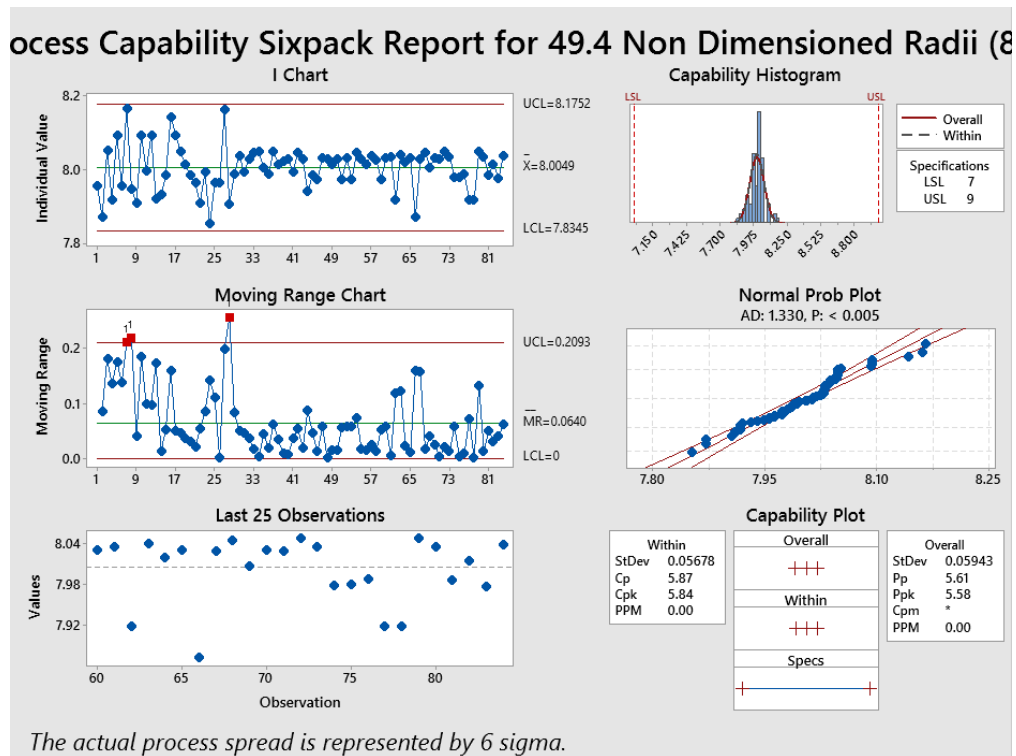 ocess Capability Sixpack Report for 49.4 Non Dimensioned Radii (8
I Chart
Individual Value
8.2
8.0
7.8
1 9 17 25 33 41 49 57 65 73 81
UCL=8.1752
X=8.0049
LCL=7.8345
Capability Histogram
LSL USL
7.150 7.425 7.700 7.975 8.250 8.525 8.800
Overall
Within
Specifications
LSL 7
USL 9
Moving Range Chart
Moving Range
0.2
0.1
0.0
1 1 1
1 9 17 25 33 41 49 57 65 73 81
UCL=0.2093
MR=0.0640
LCL=0
Normal Prob Plot
AD: 1.330, P: < 0.005
7.80 7.95 8.10 8.25
Last 25 Observations
Values
8.04
7.98
7.92
60 65 70 75 80
Observation
Capability Plot
Within
StDev 0.05678
Cp 5.87
Cpk 5.84
PPM 0.00
Overall
Within
Specs
Overall
StDev 0.05943
Pp 5.61
Ppk 5.58
Cpm *
PPM 0.00
The actual process spread is represented by 6 sigma.